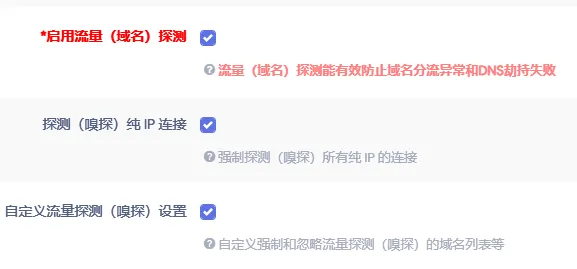 *启用流量（域名）探测
流量（域名）探测能有效防止域名分流异常和DNS劫持失败
探测（嗅探）纯 IP 连接
强制探测（嗅探）所有纯 IP 的连接
自定义流量探测（嗅探）设置
自定义强制和忽略流量探测（嗅探）的域名列表等